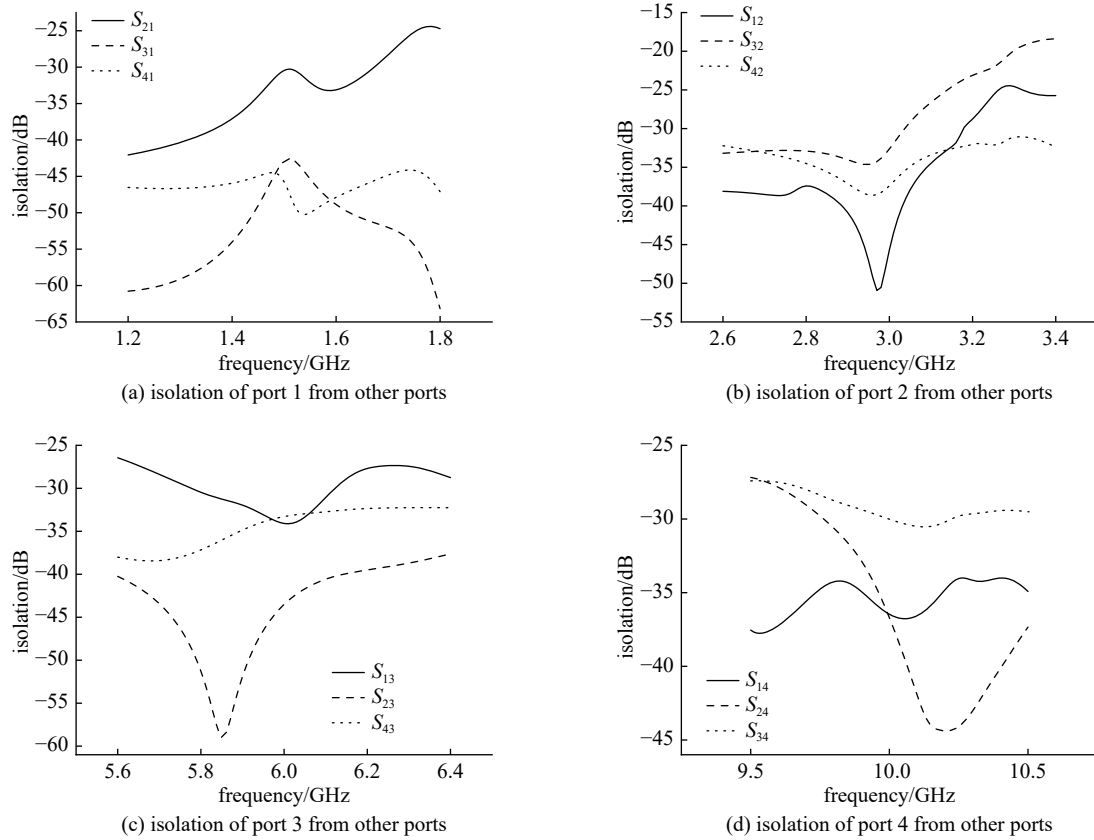 −25
−30
−35
−40
−45
−50
−55
−60
−65
isolation/dB
S21
S31
S41
1.2 1.4 1.6 1.8
frequency/GHz
(a) isolation of port 1 from other ports
−10
−15
−20
−25
−30
−35
−40
−45
−50
−55
isolation/dB
S12
S32
S42
2.6 2.8 3.0 3.2 3.4
frequency/GHz
(b) isolation of port 2 from other ports
−25
−30
−35
−40
−45
−50
−55
−60
isolation/dB
S13
S23
S43
5.6 5.8 6.0 6.2 6.4
frequency/GHz
(c) isolation of port 3 from other ports
−25
−30
−35
−40
−45
isolation/dB
S14
S24
S34
9.5 10.0 10.5
frequency/GHz
(d) isolation of port 4 from other ports